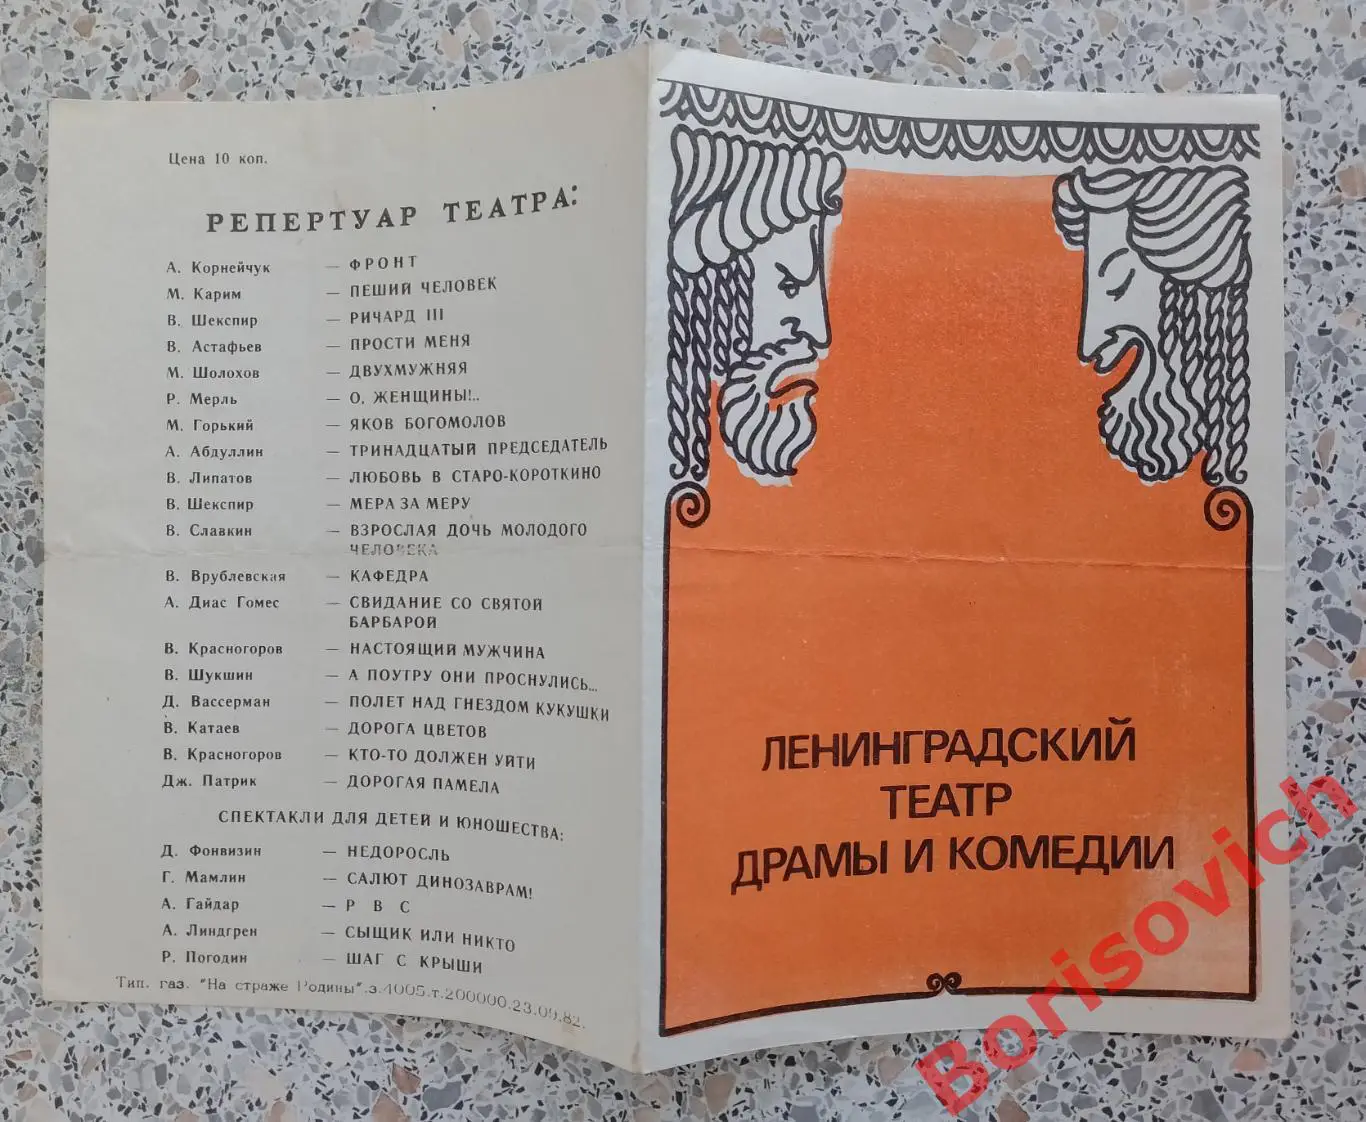 Цена 10 коп.
РЕПЕРТУАР ТЕАТРА:
А. Корнейчук — ФРОНТ
М. Карим — ПЕШИЙ ЧЕЛОВЕК
В. Шекспир — РИЧАРД III
В. Астафьев — ПРОСТИ МЕНЯ
М. Шолохов — ДВУХМУЖНЯЯ
Р. Мерль — О, ЖЕНЩИНЫ!..
М. Горький — ЯКОВ БОГОМОЛОВ
А. Абдуллин — ТРИНАДЦАТЫЙ ПРЕДСЕДАТЕЛЬ
В. Липатов — ЛЮБОВЬ В СТАРО-КОРОТКИНО
В. Шекспир — МЕРА ЗА МЕРУ
В. Славкин — ВЗРОСЛАЯ ДОЧЬ МОЛОДОГО
ЧЕЛОВЕКА
В. Врублевская — КАФЕДРА
А. Диас Гомес — СВИДАНИЕ СО СВЯТОЙ
БАРБАРОЙ
В. Красногоров — НАСТОЯЩИЙ МУЖЧИНА
В. Шукшин — А ПОУТРУ ОНИ ПРОСНУЛИСЬ...
Д. Вассерман — ПОЛЕТ НАД ГНЕЗДОМ КУКУШКИ
В. Катаев — ДОРОГА ЦВЕТОВ
В. Красногоров — КТО-ТО ДОЛЖЕН УЙТИ
Дж. Патрик — ДОРОГАЯ ПАМЕЛА
СПЕКТАКЛИ ДЛЯ ДЕТЕЙ И ЮНОШЕСТВА:
Д. Фонвизин — НЕДОРОСЛЬ
Г. Мамлин — САЛЮТ ДИНОЗАВРАМ!
А. Гайдар — Р В С
А. Линдгрен — СЫЩИК ИЛИ НИКТО
Р. Погодин — ШАГ С КРЫШИ
Тип. газ. "На страже Родины".з.4005.т.200000.23.09.82.
ЛЕНИНГРАДСКИЙ
ТЕАТР
ДРАМЫ И КОМЕДИИ
Borisovich